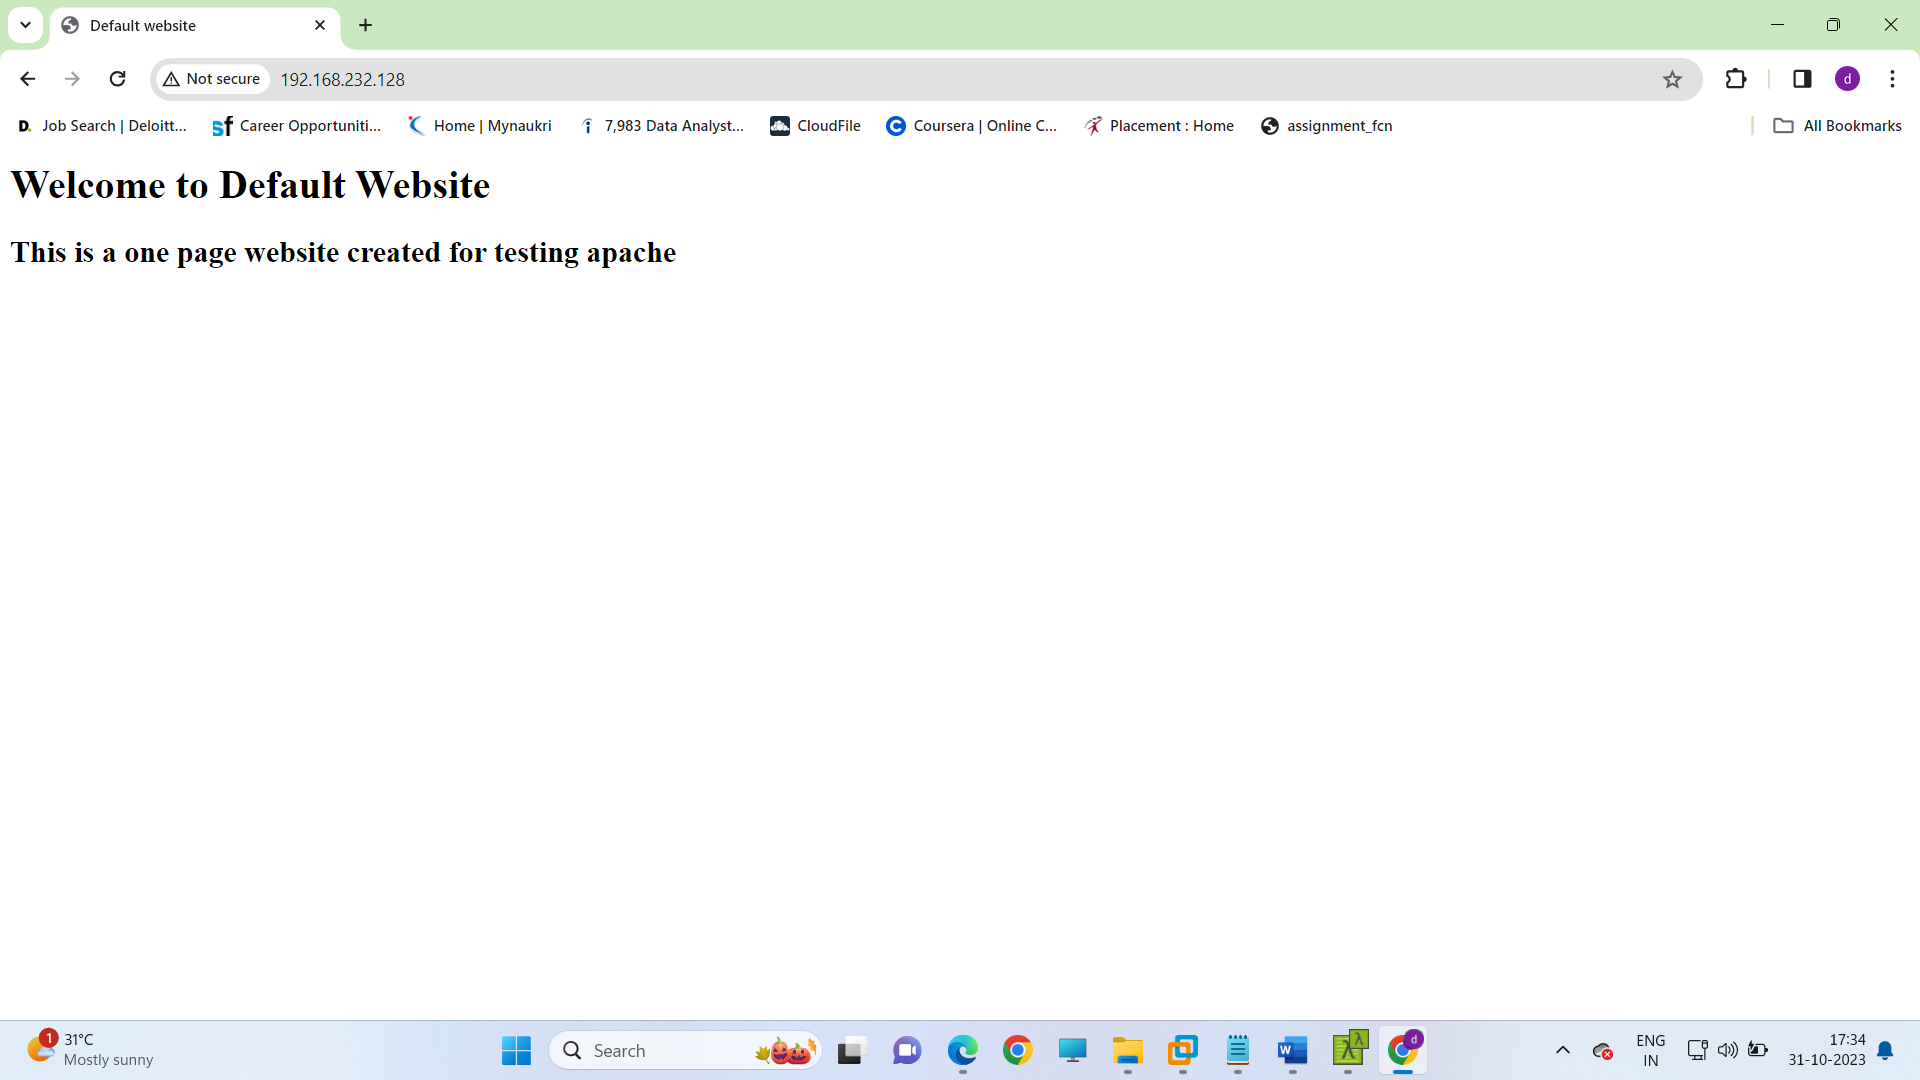 Default website
Not secure
192.168.232.128
d
D. Job Search | Deloitt...
sf Career Opportuniti...
Home | Mynaukri
7,983 Data Analyst...
CloudFile
Coursera | Online C...
Placement : Home
assignment_fcn
All Bookmarks
Welcome to Default Website
This is a one page website created for testing apache
1
31°C
Mostly sunny
Search
W
λ
λ
d
ENG
IN
17:34
31-10-2023